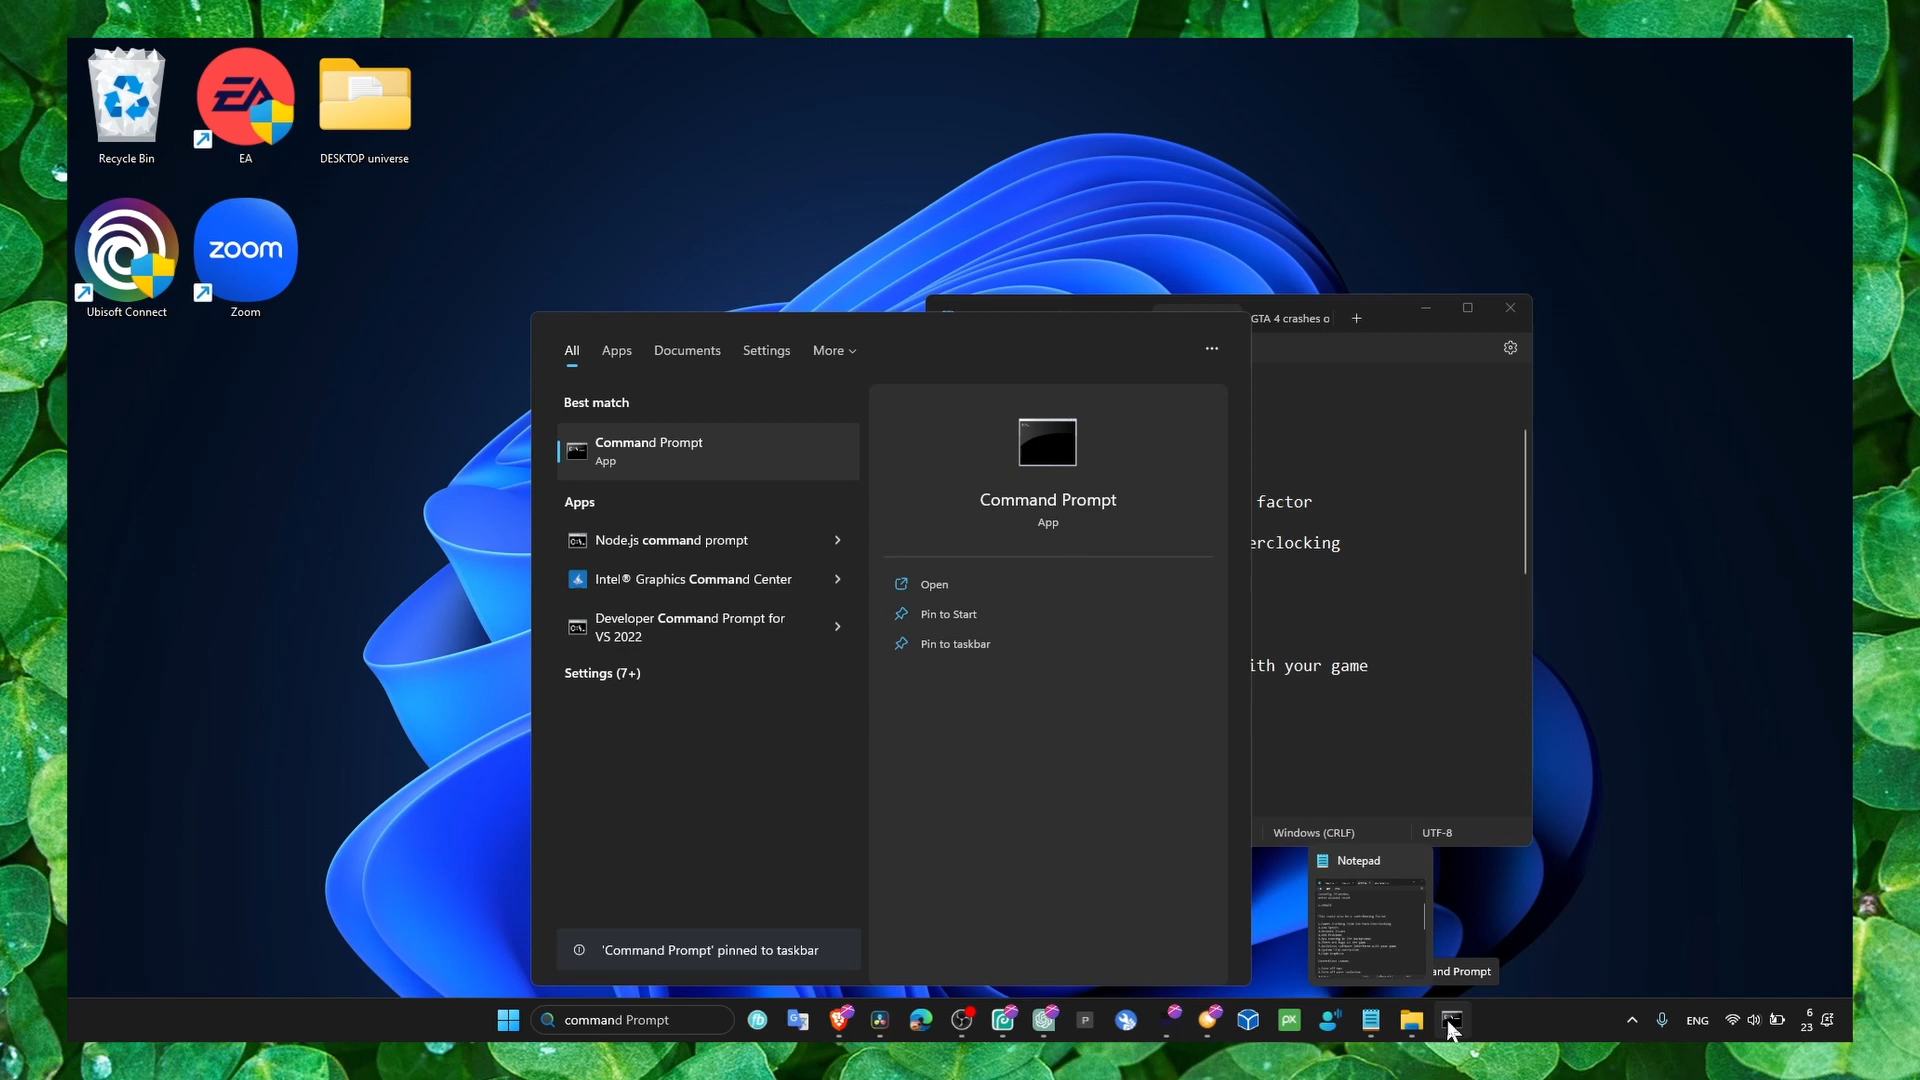 Recycle Bin
EA
EA
DESKTOP universe
Ubisoft Connect
zoom
Zoom
GTA 4 crashes o
All
Apps
Documents
Settings
More
Best match
Command Prompt
App
Apps
Node.js command prompt
Intel® Graphics Command Center
Developer Command Prompt for
VS 2022
Settings (7+)
Command Prompt
App
Open
Pin to Start
Pin to taskbar
factor
erclocking
ith your game
Windows (CRLF)
UTF-8
Notepad
and Prompt
'Command Prompt' pinned to taskbar
command Prompt
fb
P
px
ENG
6
23